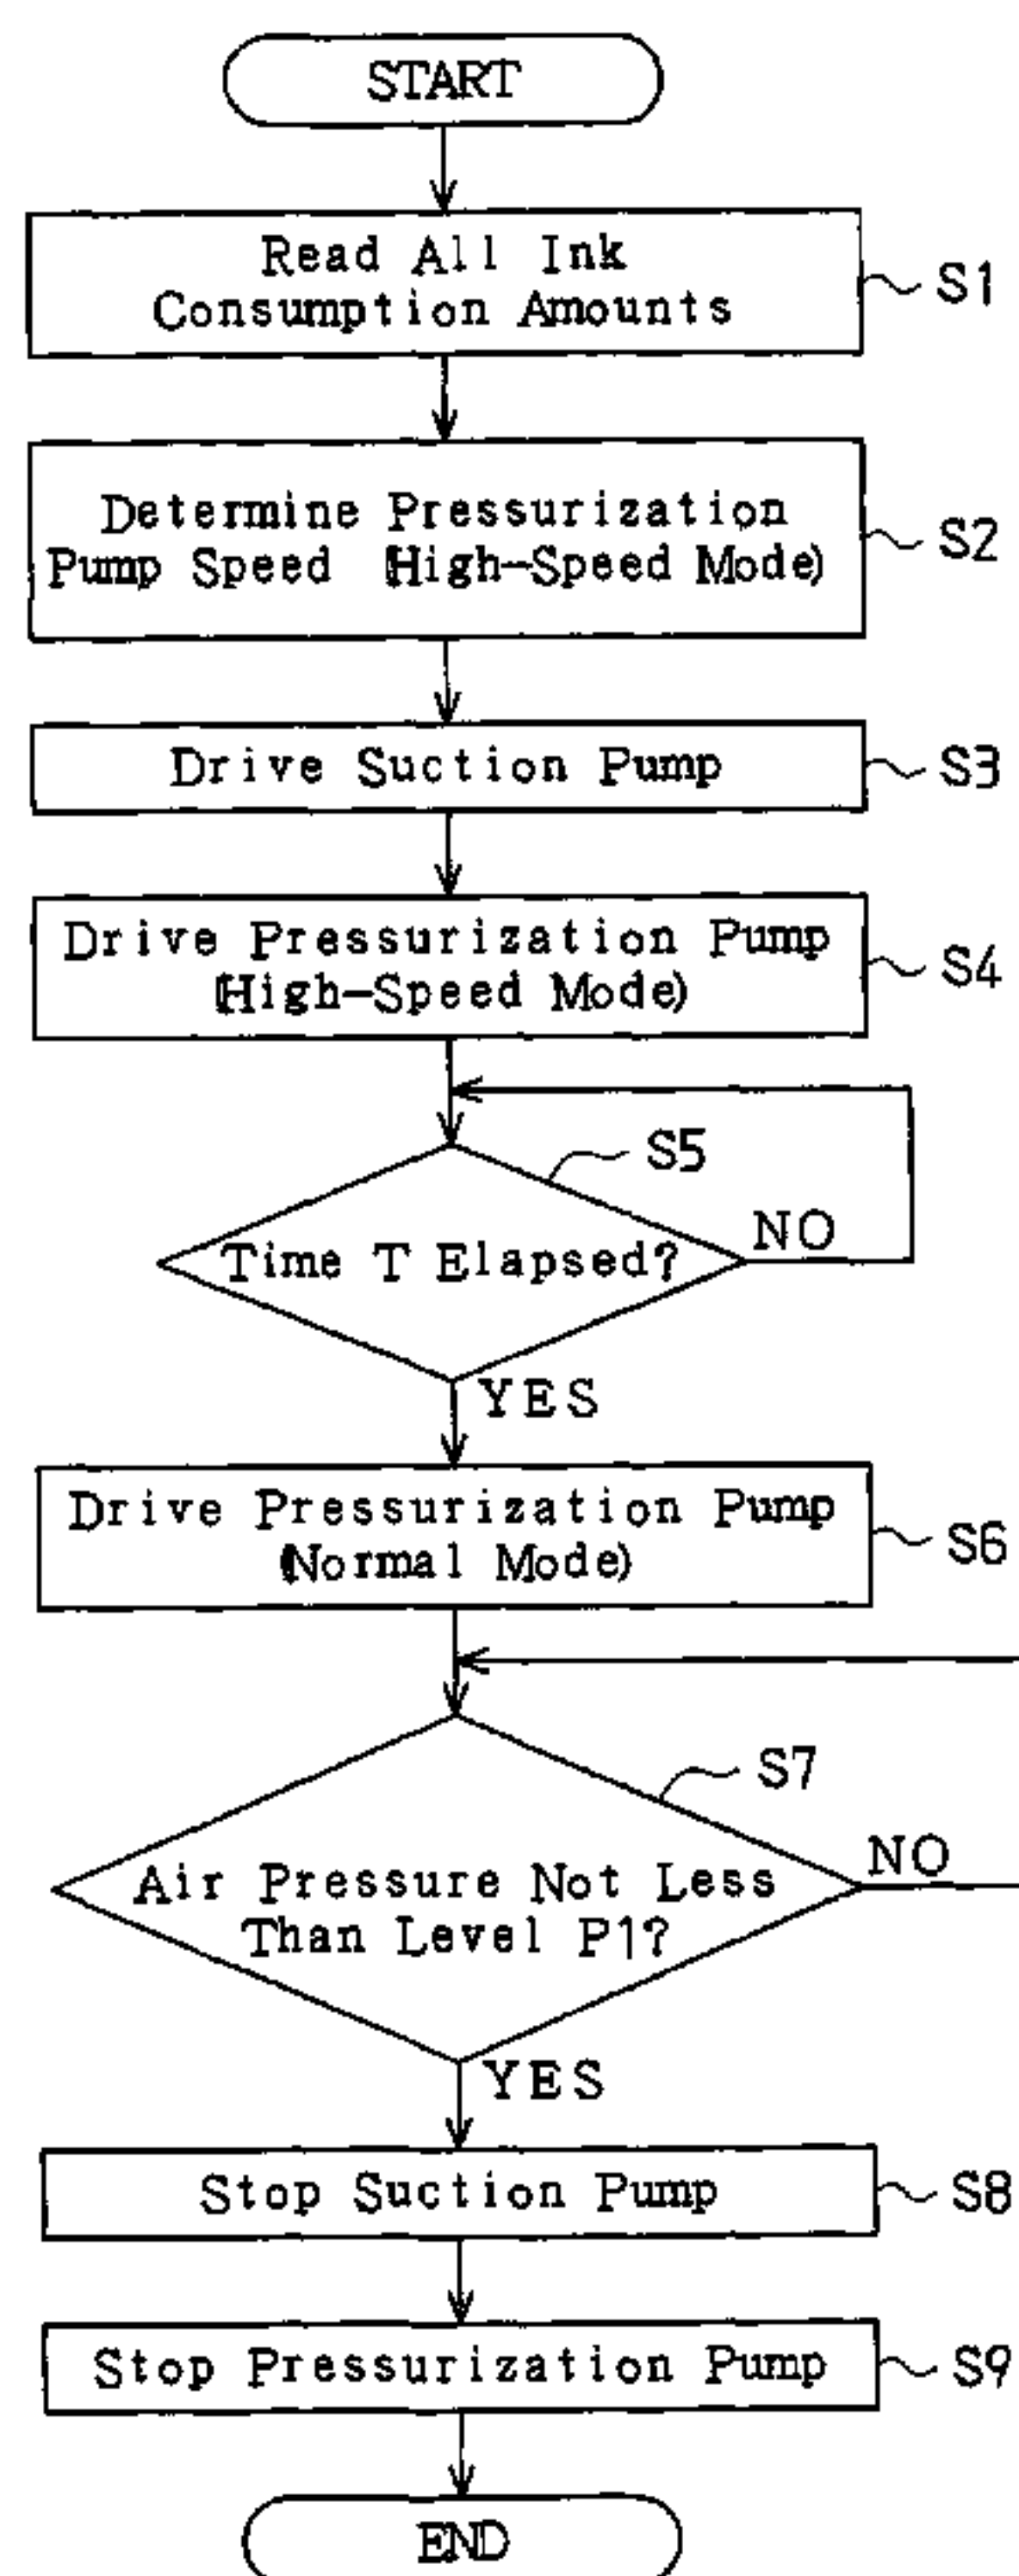 START
Read All Ink
Consumption Amounts
S1
Determine Pressurization
Pump Speed (High-Speed Mode)
S2
Drive Suction Pump
S3
Drive Pressurization Pump
(High-Speed Mode)
S4
S5
Time T Elapsed?
NO
YES
Drive Pressurization Pump
(Normal Mode)
S6
S7
Air Pressure Not Less
Than Level P1?
NO
YES
Stop Suction Pump
S8
Stop Pressurization Pump
S9
END